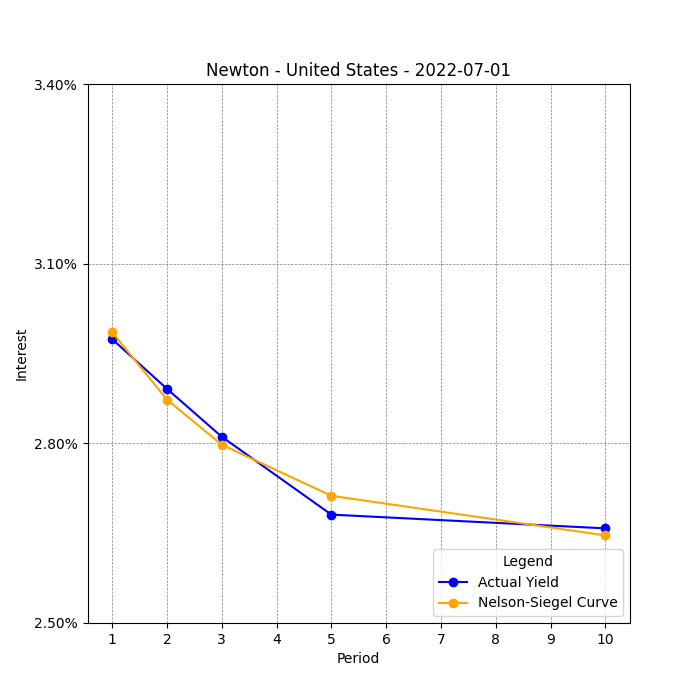 Newton - United States - 2022-07-01
3.40%
3.10%
2.80%
2.50%
Interest
1 2 3 4 5 6 7 8 9 10
Period
Legend
Actual Yield
Nelson-Siegel Curve